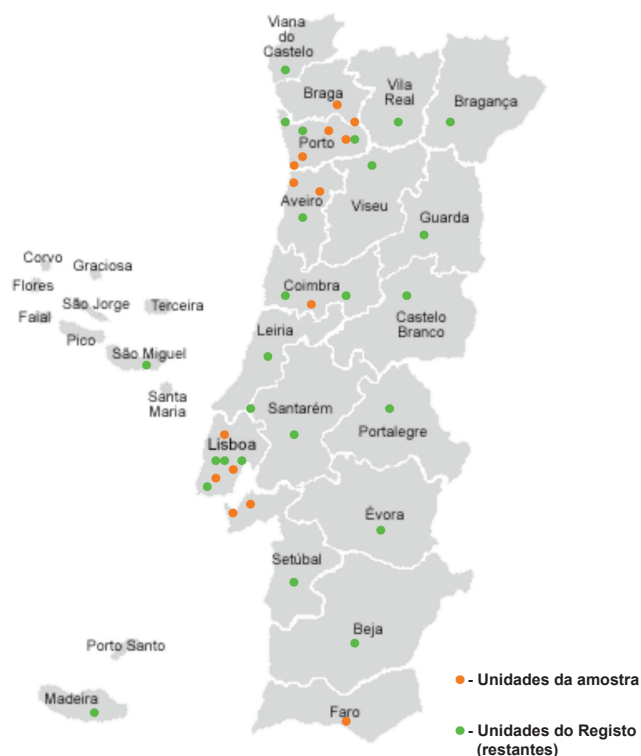 Viana
do
Castelo
Braga
Vila
Real
Bragança
Porto
Aveiro
Viseu
Guarda
Corvo
Graciosa
Flores
São Jorge
Terceira
Faial
Pico
São Miguel
Santa
Maria
Coimbra
Castelo
Branco
Leiria
Santarém
Portalegre
Lisboa
Évora
Setúbal
Beja
Porto Santo
Madeira
Faro
- Unidades da amostra
- Unidades do Registo
(restantes)